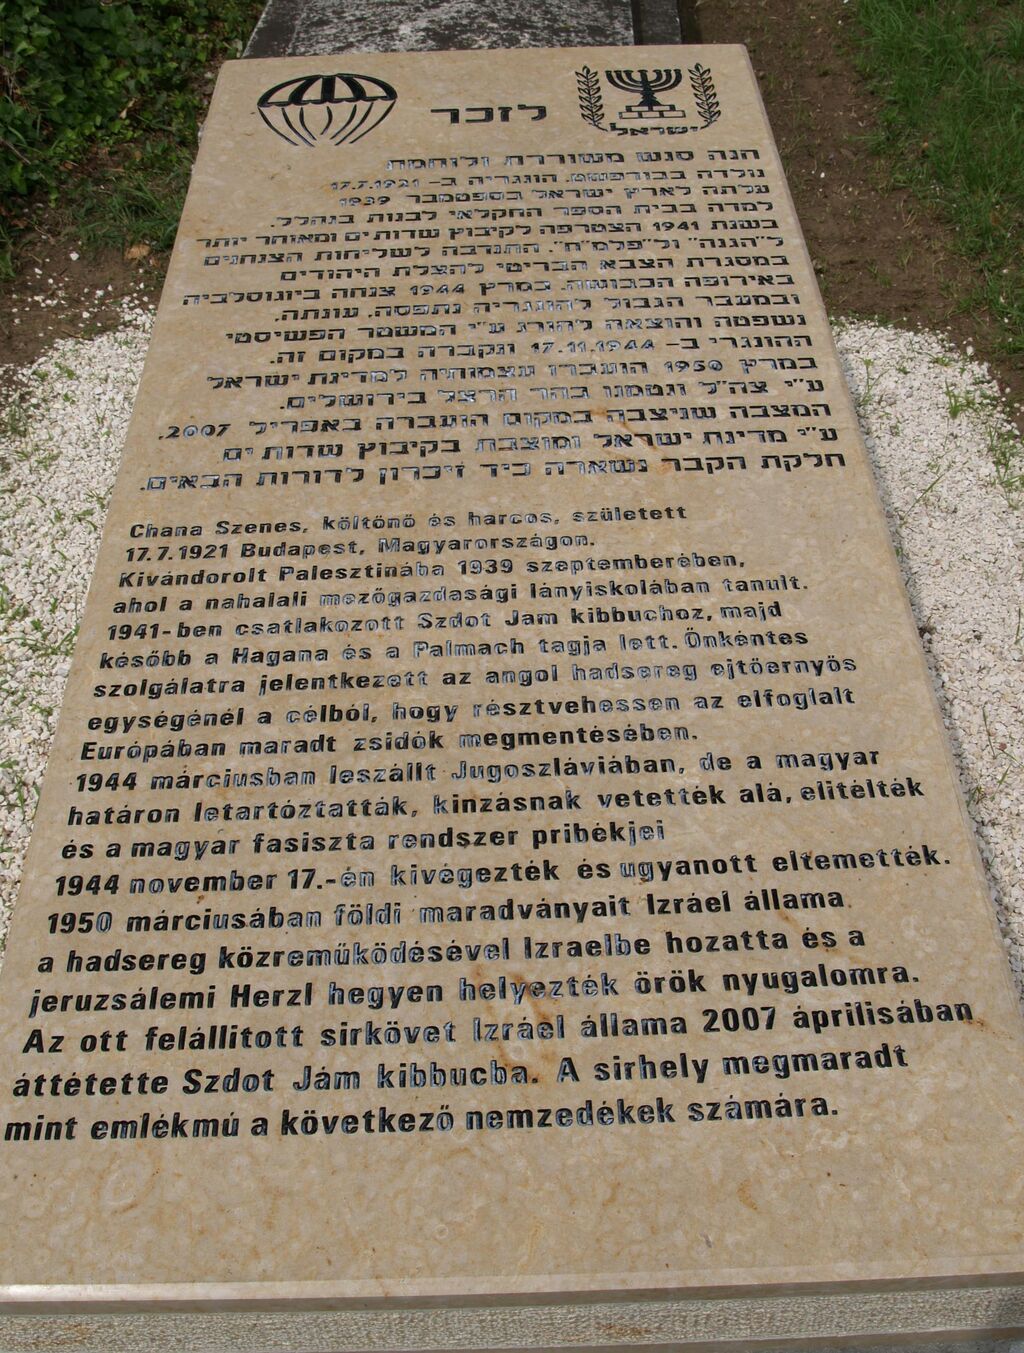 לזכר
ישראל
הנה סנש משוררת ולוחמת
נולדה בבודפשט, הונגריה ב- 17.7.1921
עלתה לארץ ישראל בספטמבר 1939
למדה בבית הספר החקלאי לבנות בנהלל.
בשנת 1941 הצטרפה לקיבוץ שדות ים ומאוחר יותר
ל"הגנה" ול"פלמ"ח". התנדבה לשליחות הצנחנים
במסגרת הצבא הבריטי להצלת היהודים
באירופה הכבושה. במרץ 1944 צנחה ביוגוסלביה
ובמעבר הגבול להונגריה נתפסה, עונתה,
נשפטה והוצאה להורג ע"י המשטר הפשיסטי
ההונגרי ב- 17.11.1944 ונקברה במקום זה.
במרץ 1950 הועברו עצמותיה למדינת ישראל
ע"י צה"ל ונטמנו בהר הרצל בירושלים.
המצבה שניצבה במקום הועברה באפריל 2007,
ע"י מדינת ישראל ומוצבת בקיבוץ שדות ים
חלקת הקבר נשארה כיד זיכרון לדורות הבאים.
Chana Szenes, költőnő és harcos, született
17.7.1921 Budapest, Magyarországon.
Kivándorolt Palesztinába 1939 szeptemberében,
ahol a nahalali mezőgazdasági lányiskolában tanult.
1941-ben csatlakozott Szdot Jam kibbuchoz, majd
később a Hagana és a Palmach tagja lett. Önkéntes
szolgálatra jelentkezett az angol hadsereg ejtőernyős
egységénél a célból, hogy résztvehessen az elfoglalt
Európában maradt zsidók megmentésében.
1944 márciusban leszállt Jugoszláviában, de a magyar
határon letartóztatták, kinzásnak vetették alá, elitélték
és a magyar fasiszta rendszer pribékjei
1944 november 17.-én kivégezték és ugyanott eltemették.
1950 márciusában földi maradványait Izráel állama
a hadsereg közreműködésével Izraelbe hozatta és a
jeruzsálemi Herzl hegyen helyezték örök nyugalomra.
Az ott felállitott sirkövet Izráel állama 2007 áprilisában
áttétette Szdot Jám kibbucba. A sirhely megmaradt
mint emlékmú a következő nemzedékek számára.